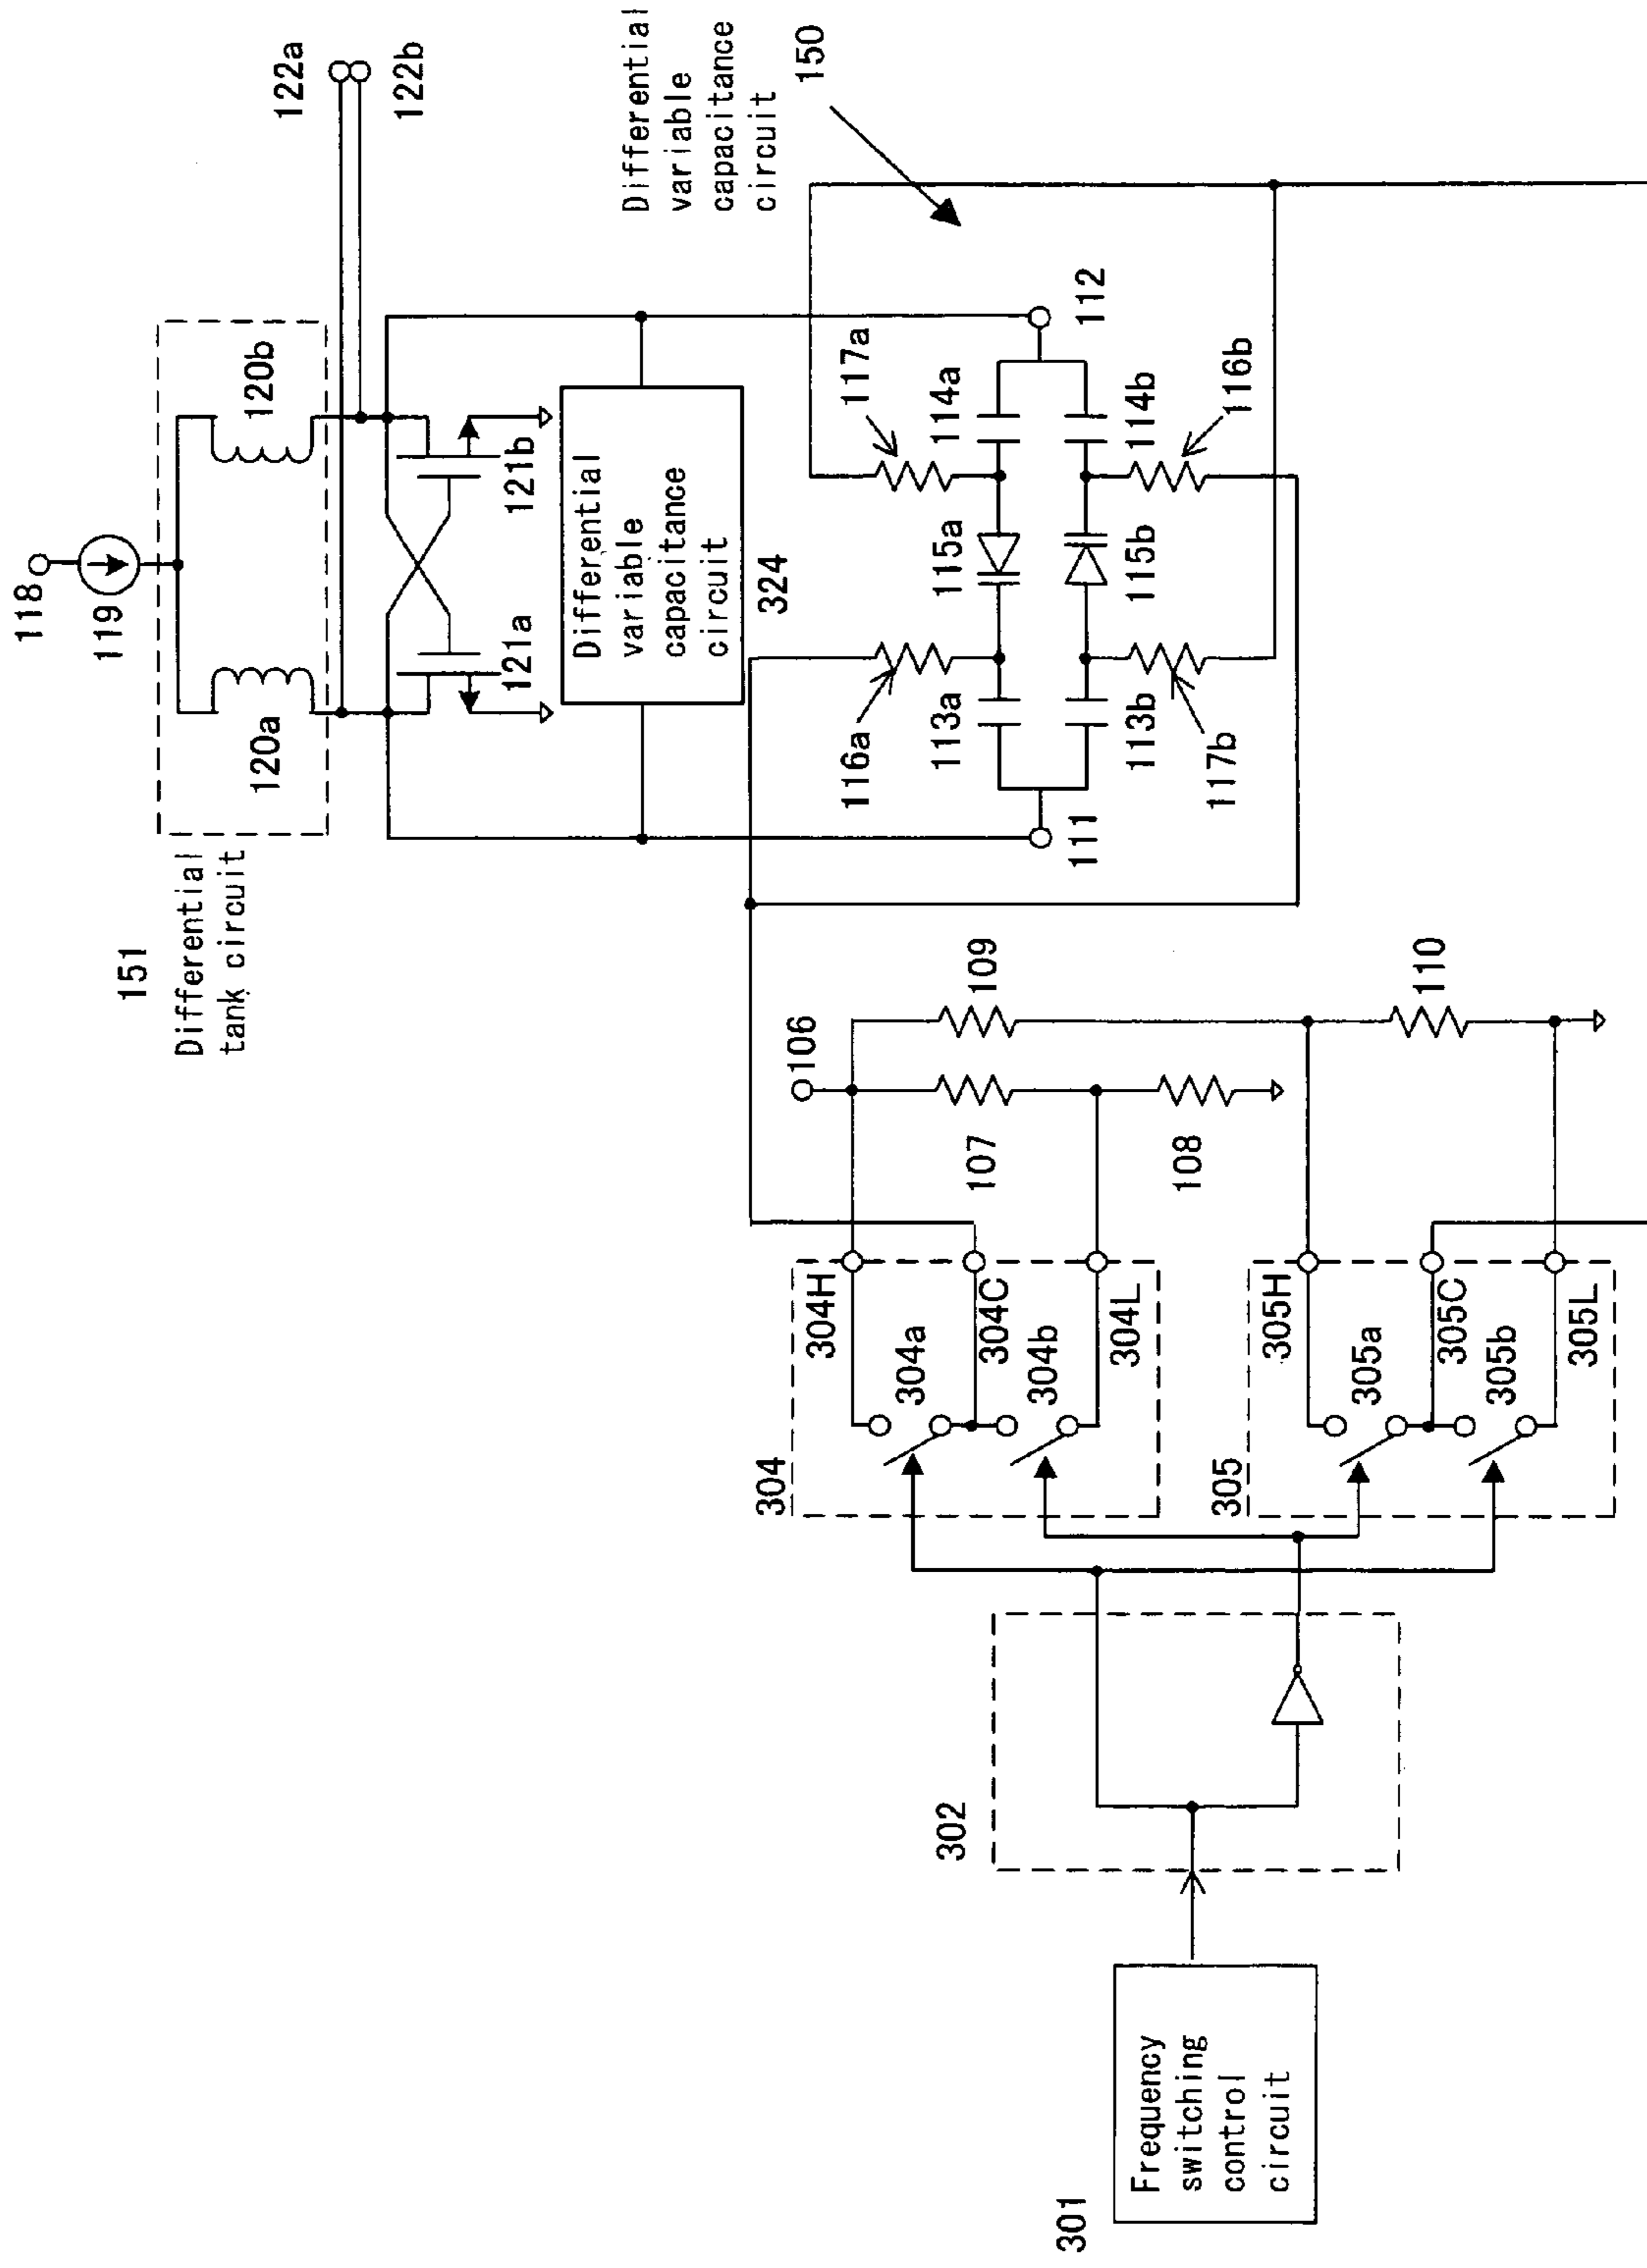 118
119
122a
122b
151
Differential
tank circuit
120a
120b
121a
121b
Differential
variable
capacitance
circuit
150
Differential
variable
capacitance
circuit
324
116a
117a
113a
115a
114a
111
112
113b
115b
114b
117b
116b
106
109
107
108
110
304
304H
304a
304C
304b
304L
305
305H
305a
305C
305b
305L
302
301
Frequency
switching
control
circuit